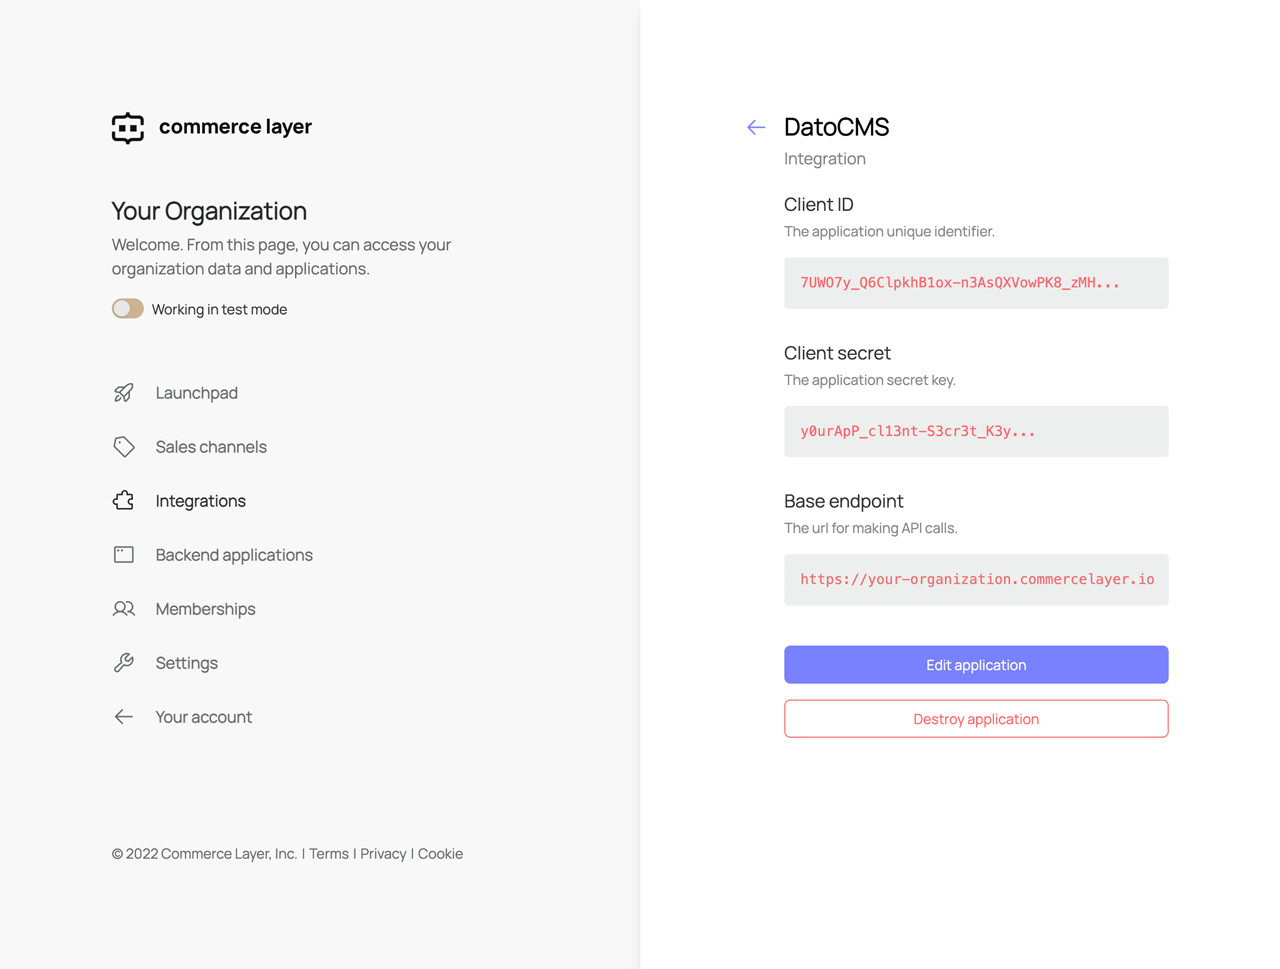 commerce layer
Your Organization
Welcome. From this page, you can access your
organization data and applications.
Working in test mode
Launchpad
Sales channels
Integrations
Backend applications
Memberships
Settings
Your account
© 2022 Commerce Layer, Inc. | Terms | Privacy | Cookie
DatoCMS
Integration
Client ID
The application unique identifier.
7UWO7y_Q6ClpkhB1ox-n3AsQXVowPK8_zMH...
Client secret
The application secret key.
y0urApP_cl13nt-S3cr3t_K3y...
Base endpoint
The url for making API calls.
https://your-organization.commercelayer.io
Edit application
Destroy application